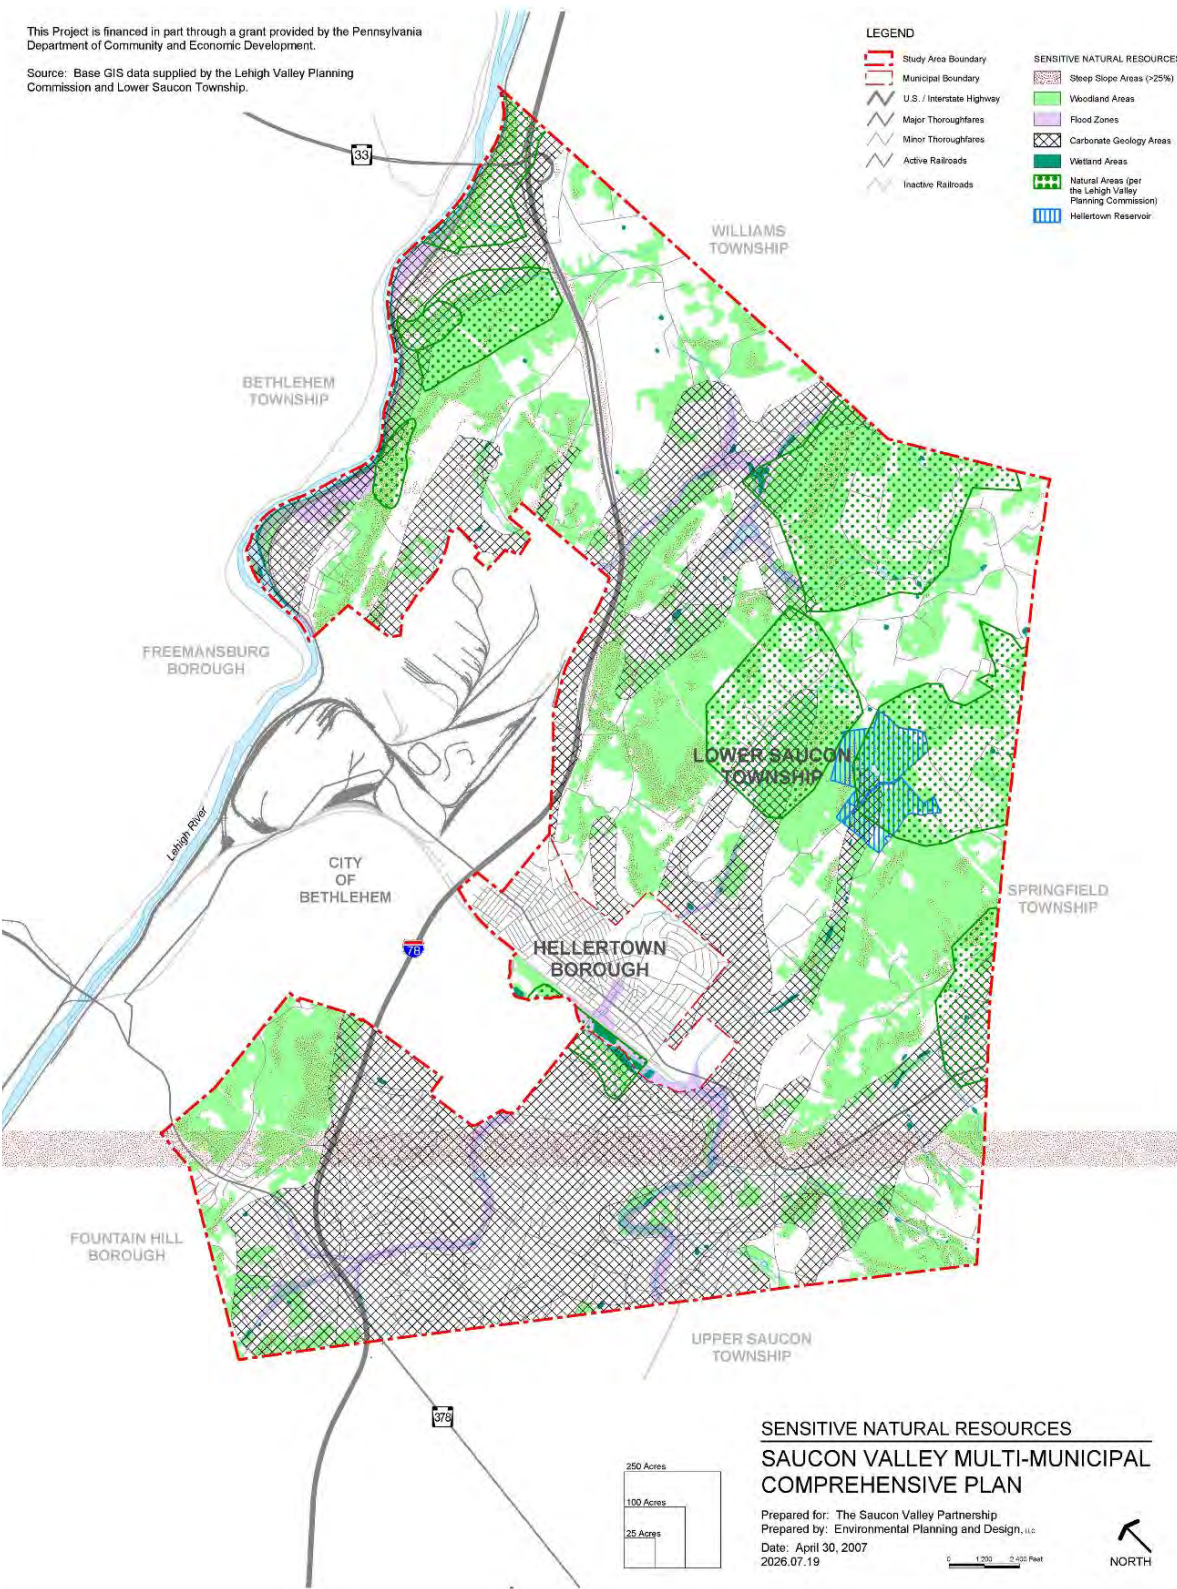 This Project is financed in part through a grant provided by the Pennsylvania
Department of Community and Economic Development.
Source: Base GIS data supplied by the Lehigh Valley Planning
Commission and Lower Saucon Township.
LEGEND
Study Area Boundary
Municipal Boundary
U.S. / Interstate Highway
Major Thoroughfares
Minor Thoroughfares
Active Railroads
Inactive Railroads
SENSITIVE NATURAL RESOURCES
Steep Slope Areas (>25%)
Woodland Areas
Flood Zones
Carbonate Geology Areas
Wetland Areas
Natural Areas (per
the Lehigh Valley
Planning Commission)
Hellertown Reservoir
33
WILLIAMS
TOWNSHIP
BETHLEHEM
TOWNSHIP
FREEMANSBURG
BOROUGH
LOWER SAUCON
TOWNSHIP
Lehigh River
CITY
OF
BETHLEHEM
SPRINGFIELD
TOWNSHIP
HELLERTOWN
BOROUGH
78
FOUNTAIN HILL
BOROUGH
UPPER SAUCON
TOWNSHIP
378
250 Acres
100 Acres
25 Acres
SENSITIVE NATURAL RESOURCES
SAUCON VALLEY MULTI-MUNICIPAL
COMPREHENSIVE PLAN
Prepared for: The Saucon Valley Partnership
Prepared by: Environmental Planning and Design, LLC
Date: April 30, 2007
2026.07.19
0 1,200 2,400 Feet
NORTH